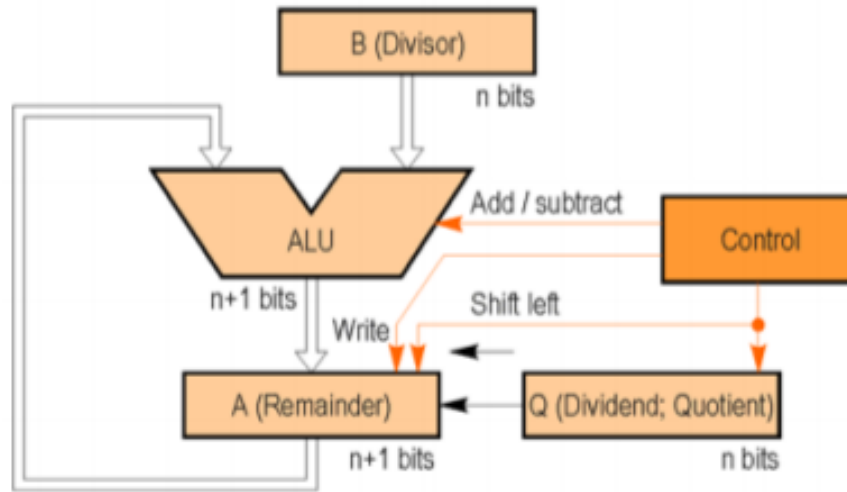 B (Divisor)
n bits
Add / subtract
ALU
Control
n+1 bits
Shift left
Write
A (Remainder)
Q (Dividend; Quotient)
n+1 bits
n bits